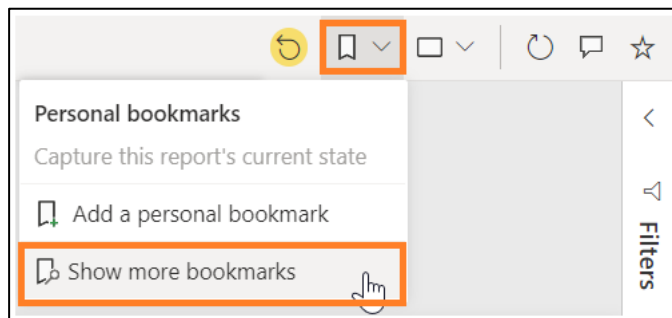 Personal bookmarks
Capture this report's current state
Add a personal bookmark
Show more bookmarks
Filters